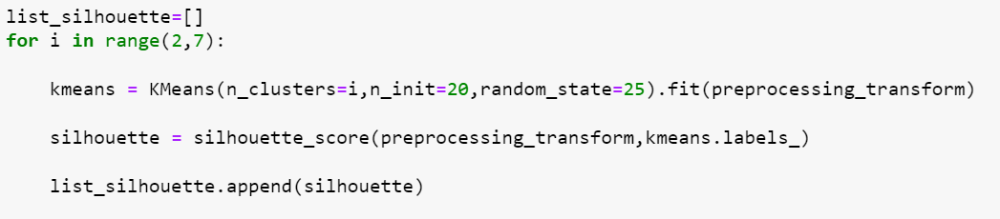 list_silhouette=[]
for i in range(2,7):
    kmeans = KMeans(n_clusters=i,n_init=20,random_state=25).fit(preprocessing_transform)
    silhouette = silhouette_score(preprocessing_transform,kmeans.labels_)
    list_silhouette.append(silhouette)